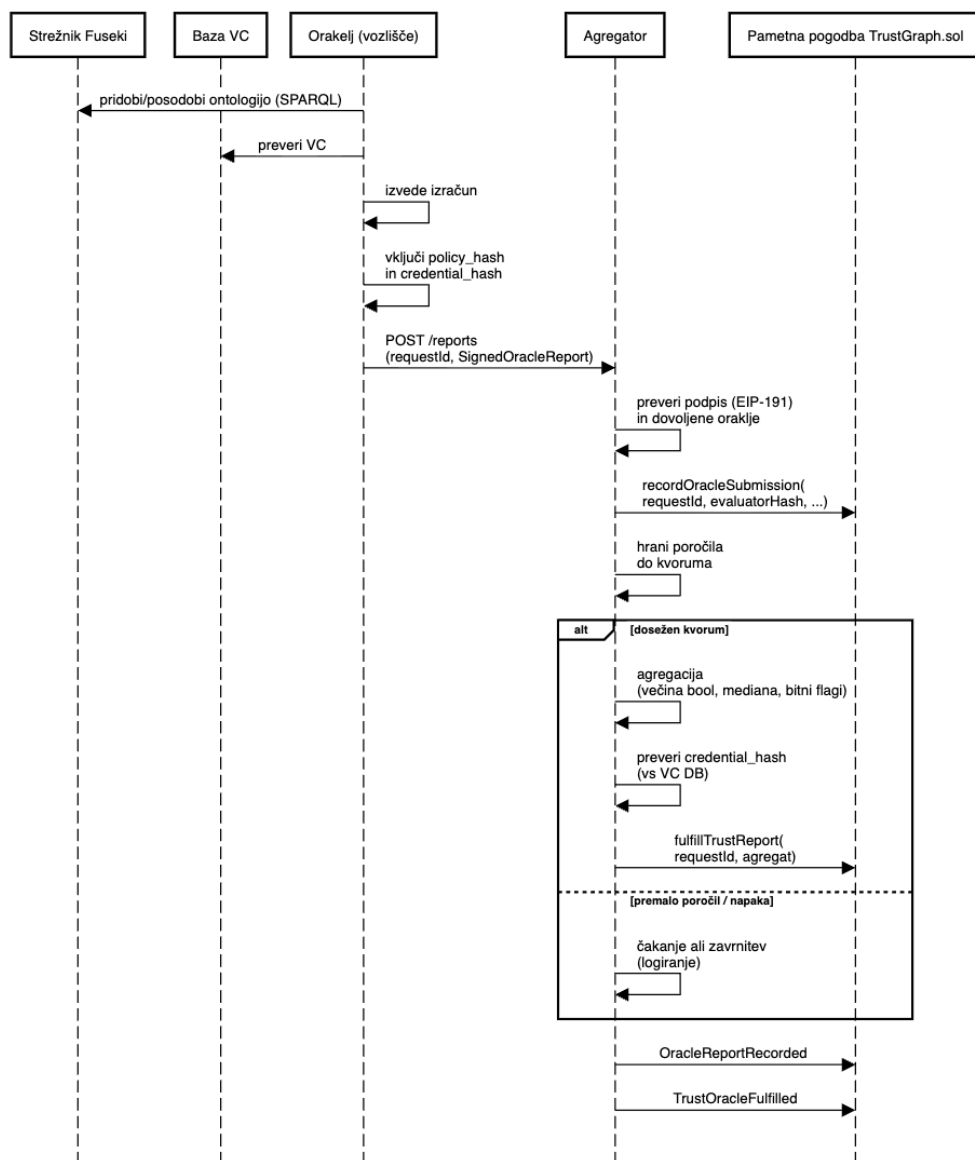 Strežnik Fuseki
Baza VC
Orakelj (vozlišče)
Agregator
Pametna pogodba TrustGraph.sol
pridobi/posodobi ontologijo (SPARQL)
preveri VC
izvede izračun
vključi policy_hash
in credential_hash
POST /reports
(requestId, SignedOracleReport)
preveri podpis (EIP-191)
in dovoljene oraklje
recordOracleSubmission(
requestId, evaluatorHash, ...)
hrani poročila
do kvoruma
alt
[dosežen kvorum]
agregacija
(večina bool, mediana, bitni flagi)
preveri credential_hash
(vs VC DB)
fulfillTrustReport(
requestId, agregat)
[premalo poročil / napaka]
čakanje ali zavrnitev
(logiranje)
OracleReportRecorded
TrustOracleFulfilled